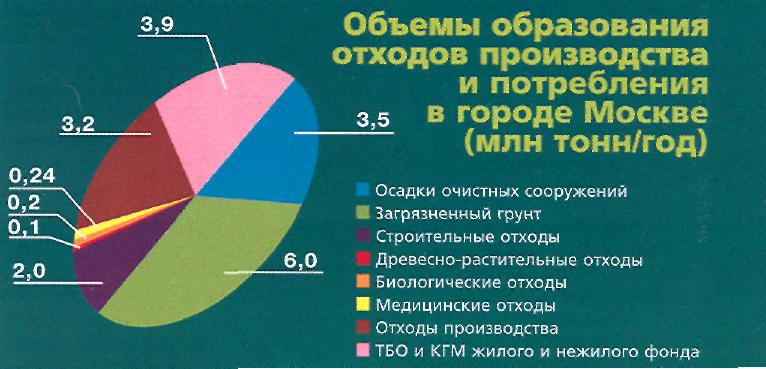 Объемы образования
отходов производства
и потребления
в городе Москве
(млн тонн/год)
3,9
3,5
3,2
0,24
0,2
0,1
2,0
6,0
Осадки очистных сооружений
Загрязненный грунт
Строительные отходы
Древесно-растительные отходы
Биологические отходы
Медицинские отходы
Отходы производства
ТБО и КГМ жилого и нежилого фонда